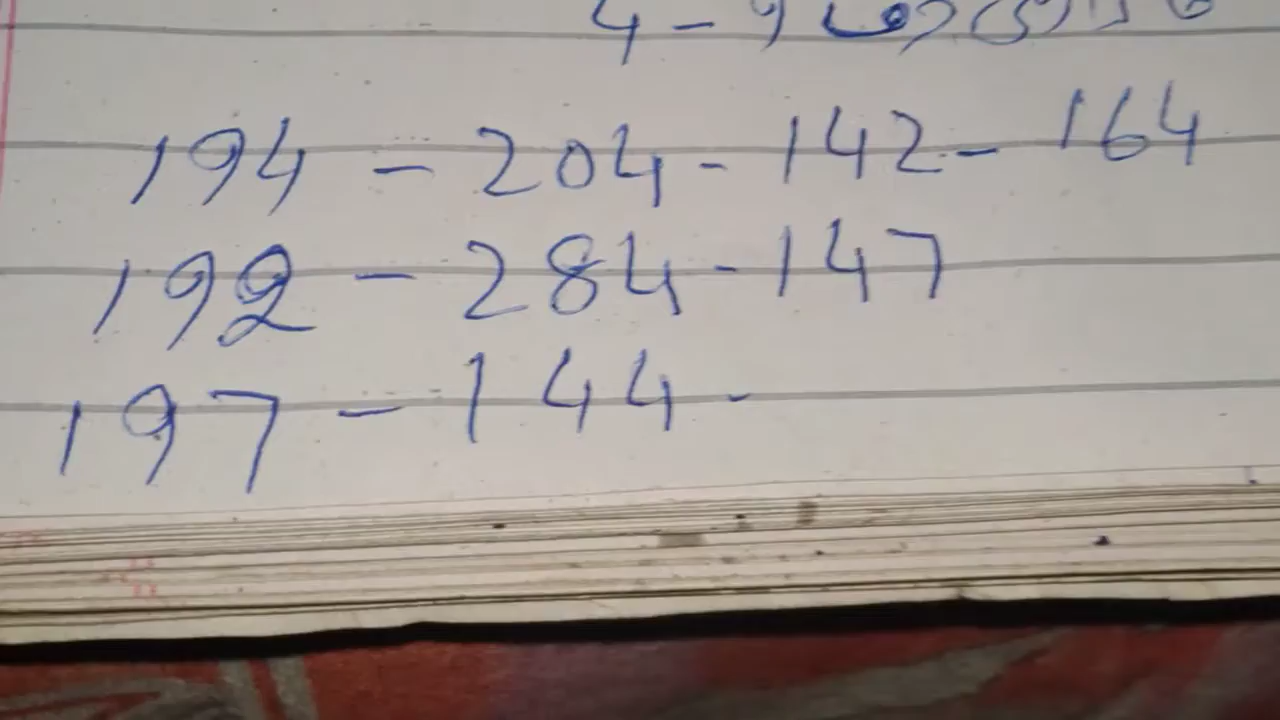 194 - 204 - 142 - 164
192 - 284 - 147
197 - 144 -